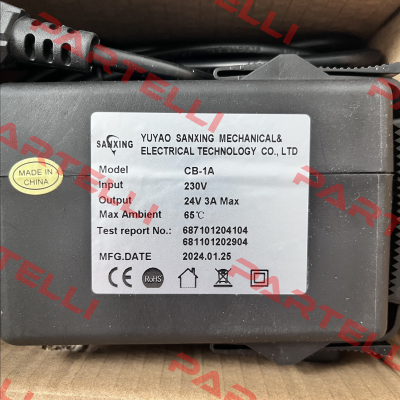 SANXING
YUYAO SANXING MECHANICAL&
ELECTRICAL TECHNOLOGY CO., LTD
Model CB-1A
Input 230V
Output 24V 3A Max
Max Ambient 65℃
Test report No.: 687101204104
681101202904
MFG.DATE 2024.01.25
MADE IN
CHINA
CE RoHS
PARTELLI
PARTELLI
PARTELLI
PARTELLI
PARTELLI